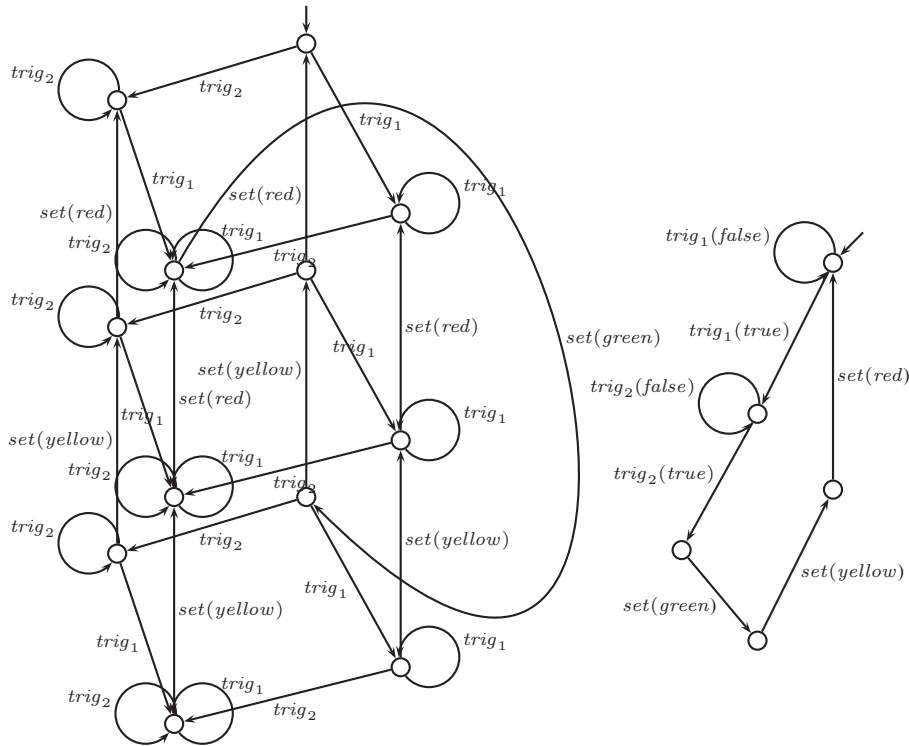 trig₂
trig₂
trig₁
trig₁
trig₁
set(red)
set(red)
trig₂
trig₁
trig₂
trig₁(false)
trig₂
trig₂
set(red)
set(green)
trig₁(true)
trig₁
set(yellow)
set(red)
set(red)
trig₂(false)
trig₁
trig₁
set(yellow)
trig₂
trig₁
trig₂
trig₂(true)
trig₂
trig₂
set(yellow)
set(yellow)
trig₁
set(yellow)
set(green)
trig₁
trig₁
trig₂
trig₁
trig₂